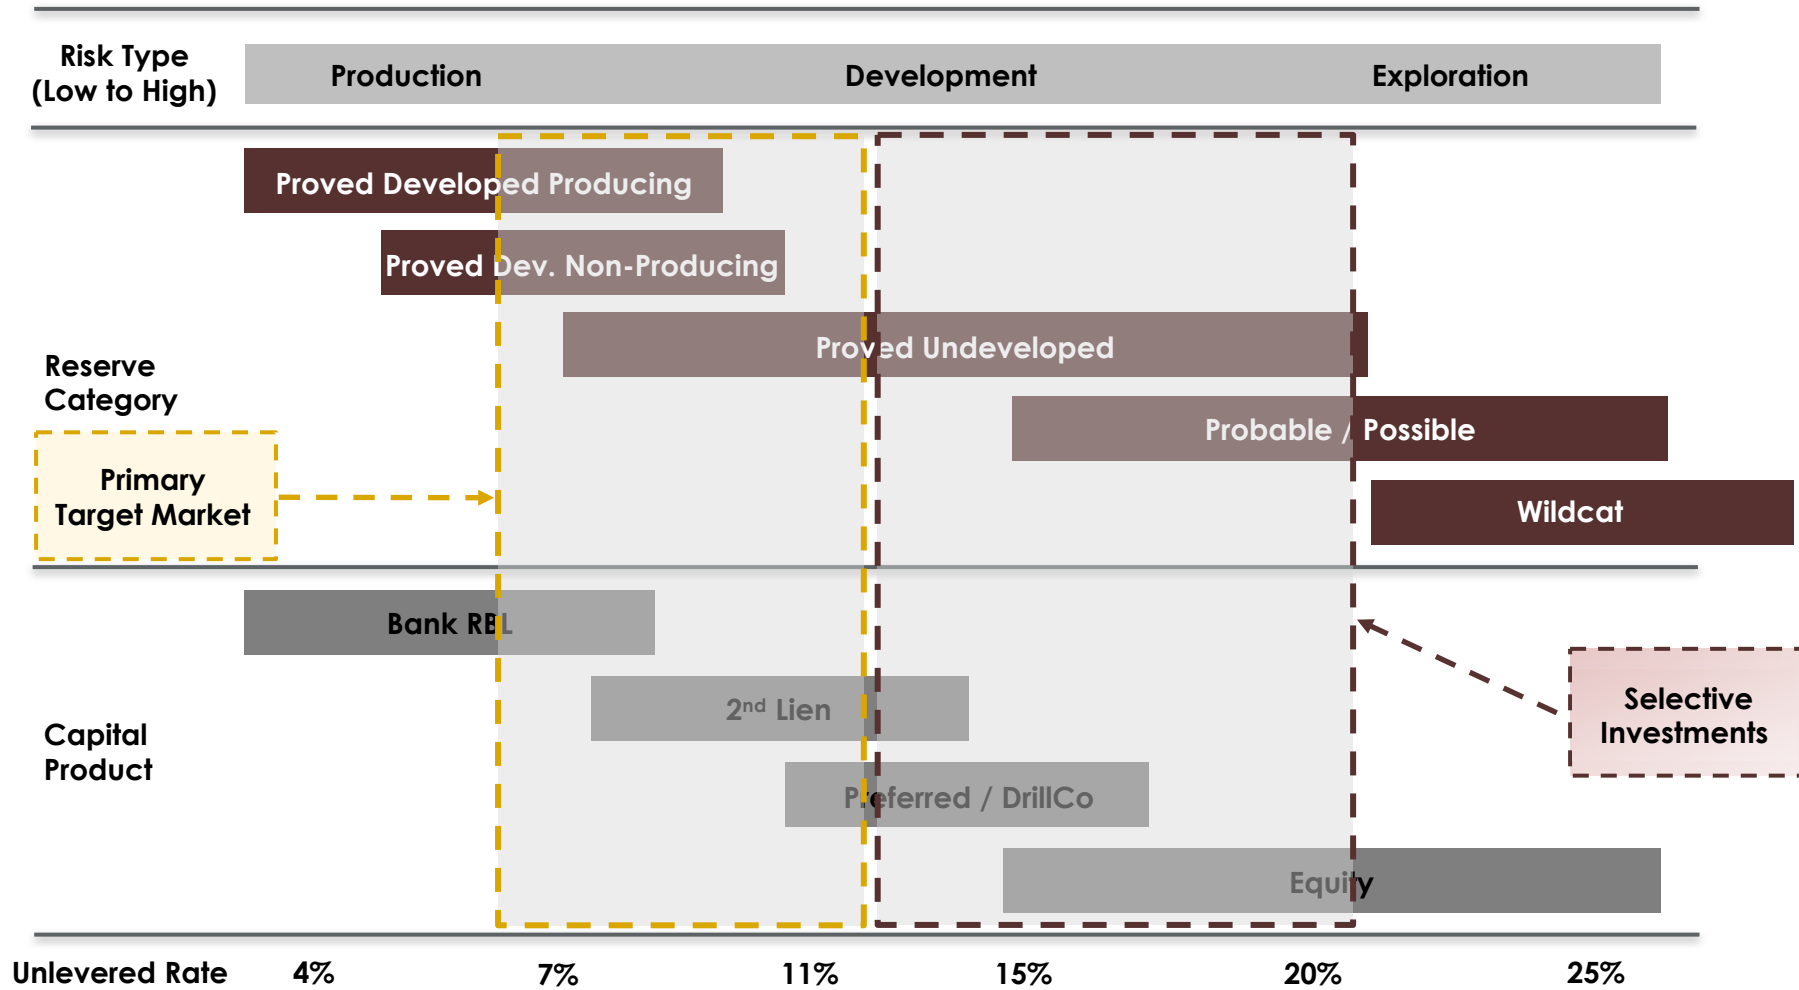 Risk Type
(Low to High)
Production
Development
Exploration
Proved Developed Producing
Proved Dev. Non-Producing
Proved Undeveloped
Reserve
Category
Probable / Possible
Primary
Target Market
Wildcat
Bank RBL
2nd Lien
Selective
Investments
Capital
Product
Preferred / DrillCo
Equity
Unlevered Rate
4%
7%
11%
15%
20%
25%